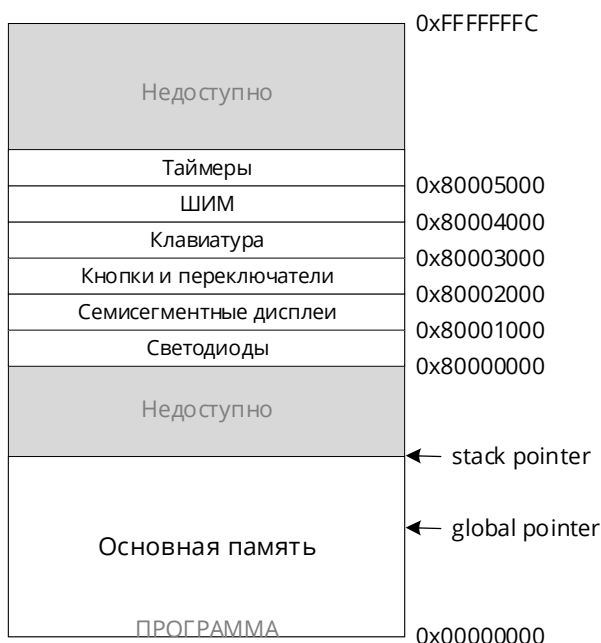 0xFFFFFFFC
Недоступно
Таймеры
0x80005000
ШИМ
0x80004000
Клавиатура
0x80003000
Кнопки и переключатели
0x80002000
Семисегментные дисплеи
0x80001000
Светодиоды
0x80000000
Недоступно
stack pointer
global pointer
Основная память
ПРОГРАММА
0x00000000